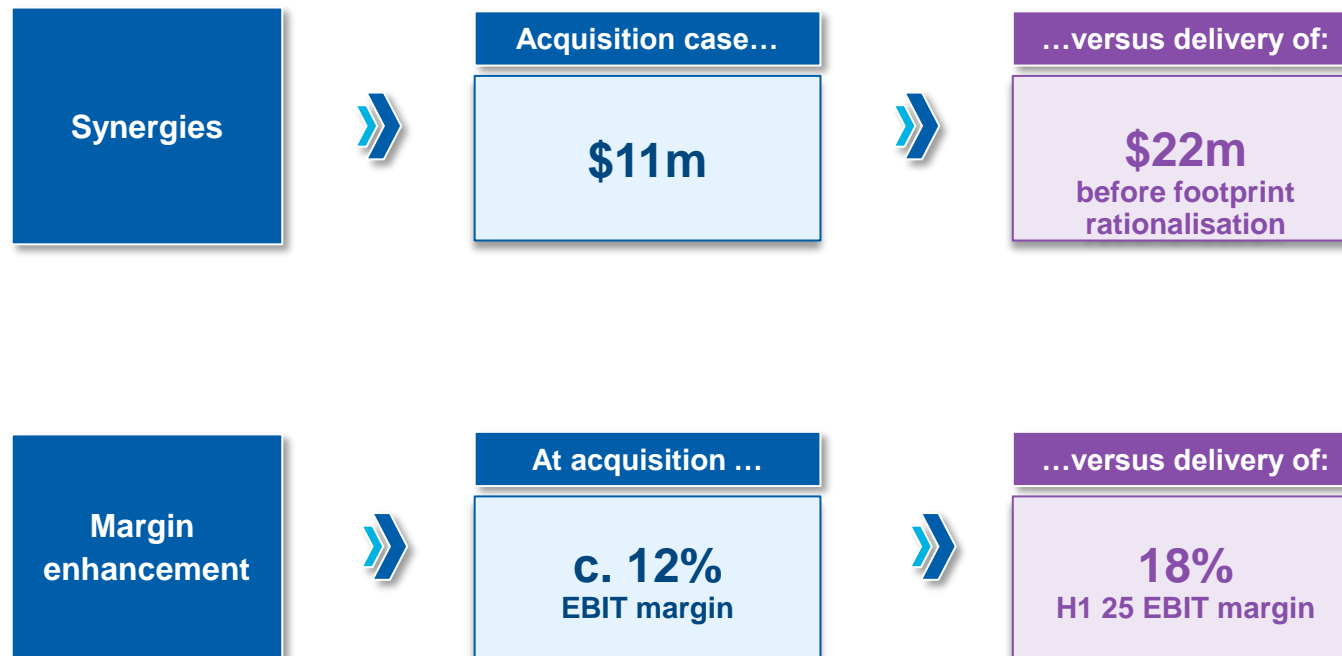 Synergies
Acquisition case…
$11m
…versus delivery of:
$22m
before footprint
rationalisation
Margin
enhancement
At acquisition …
c. 12%
EBIT margin
…versus delivery of:
18%
H1 25 EBIT margin